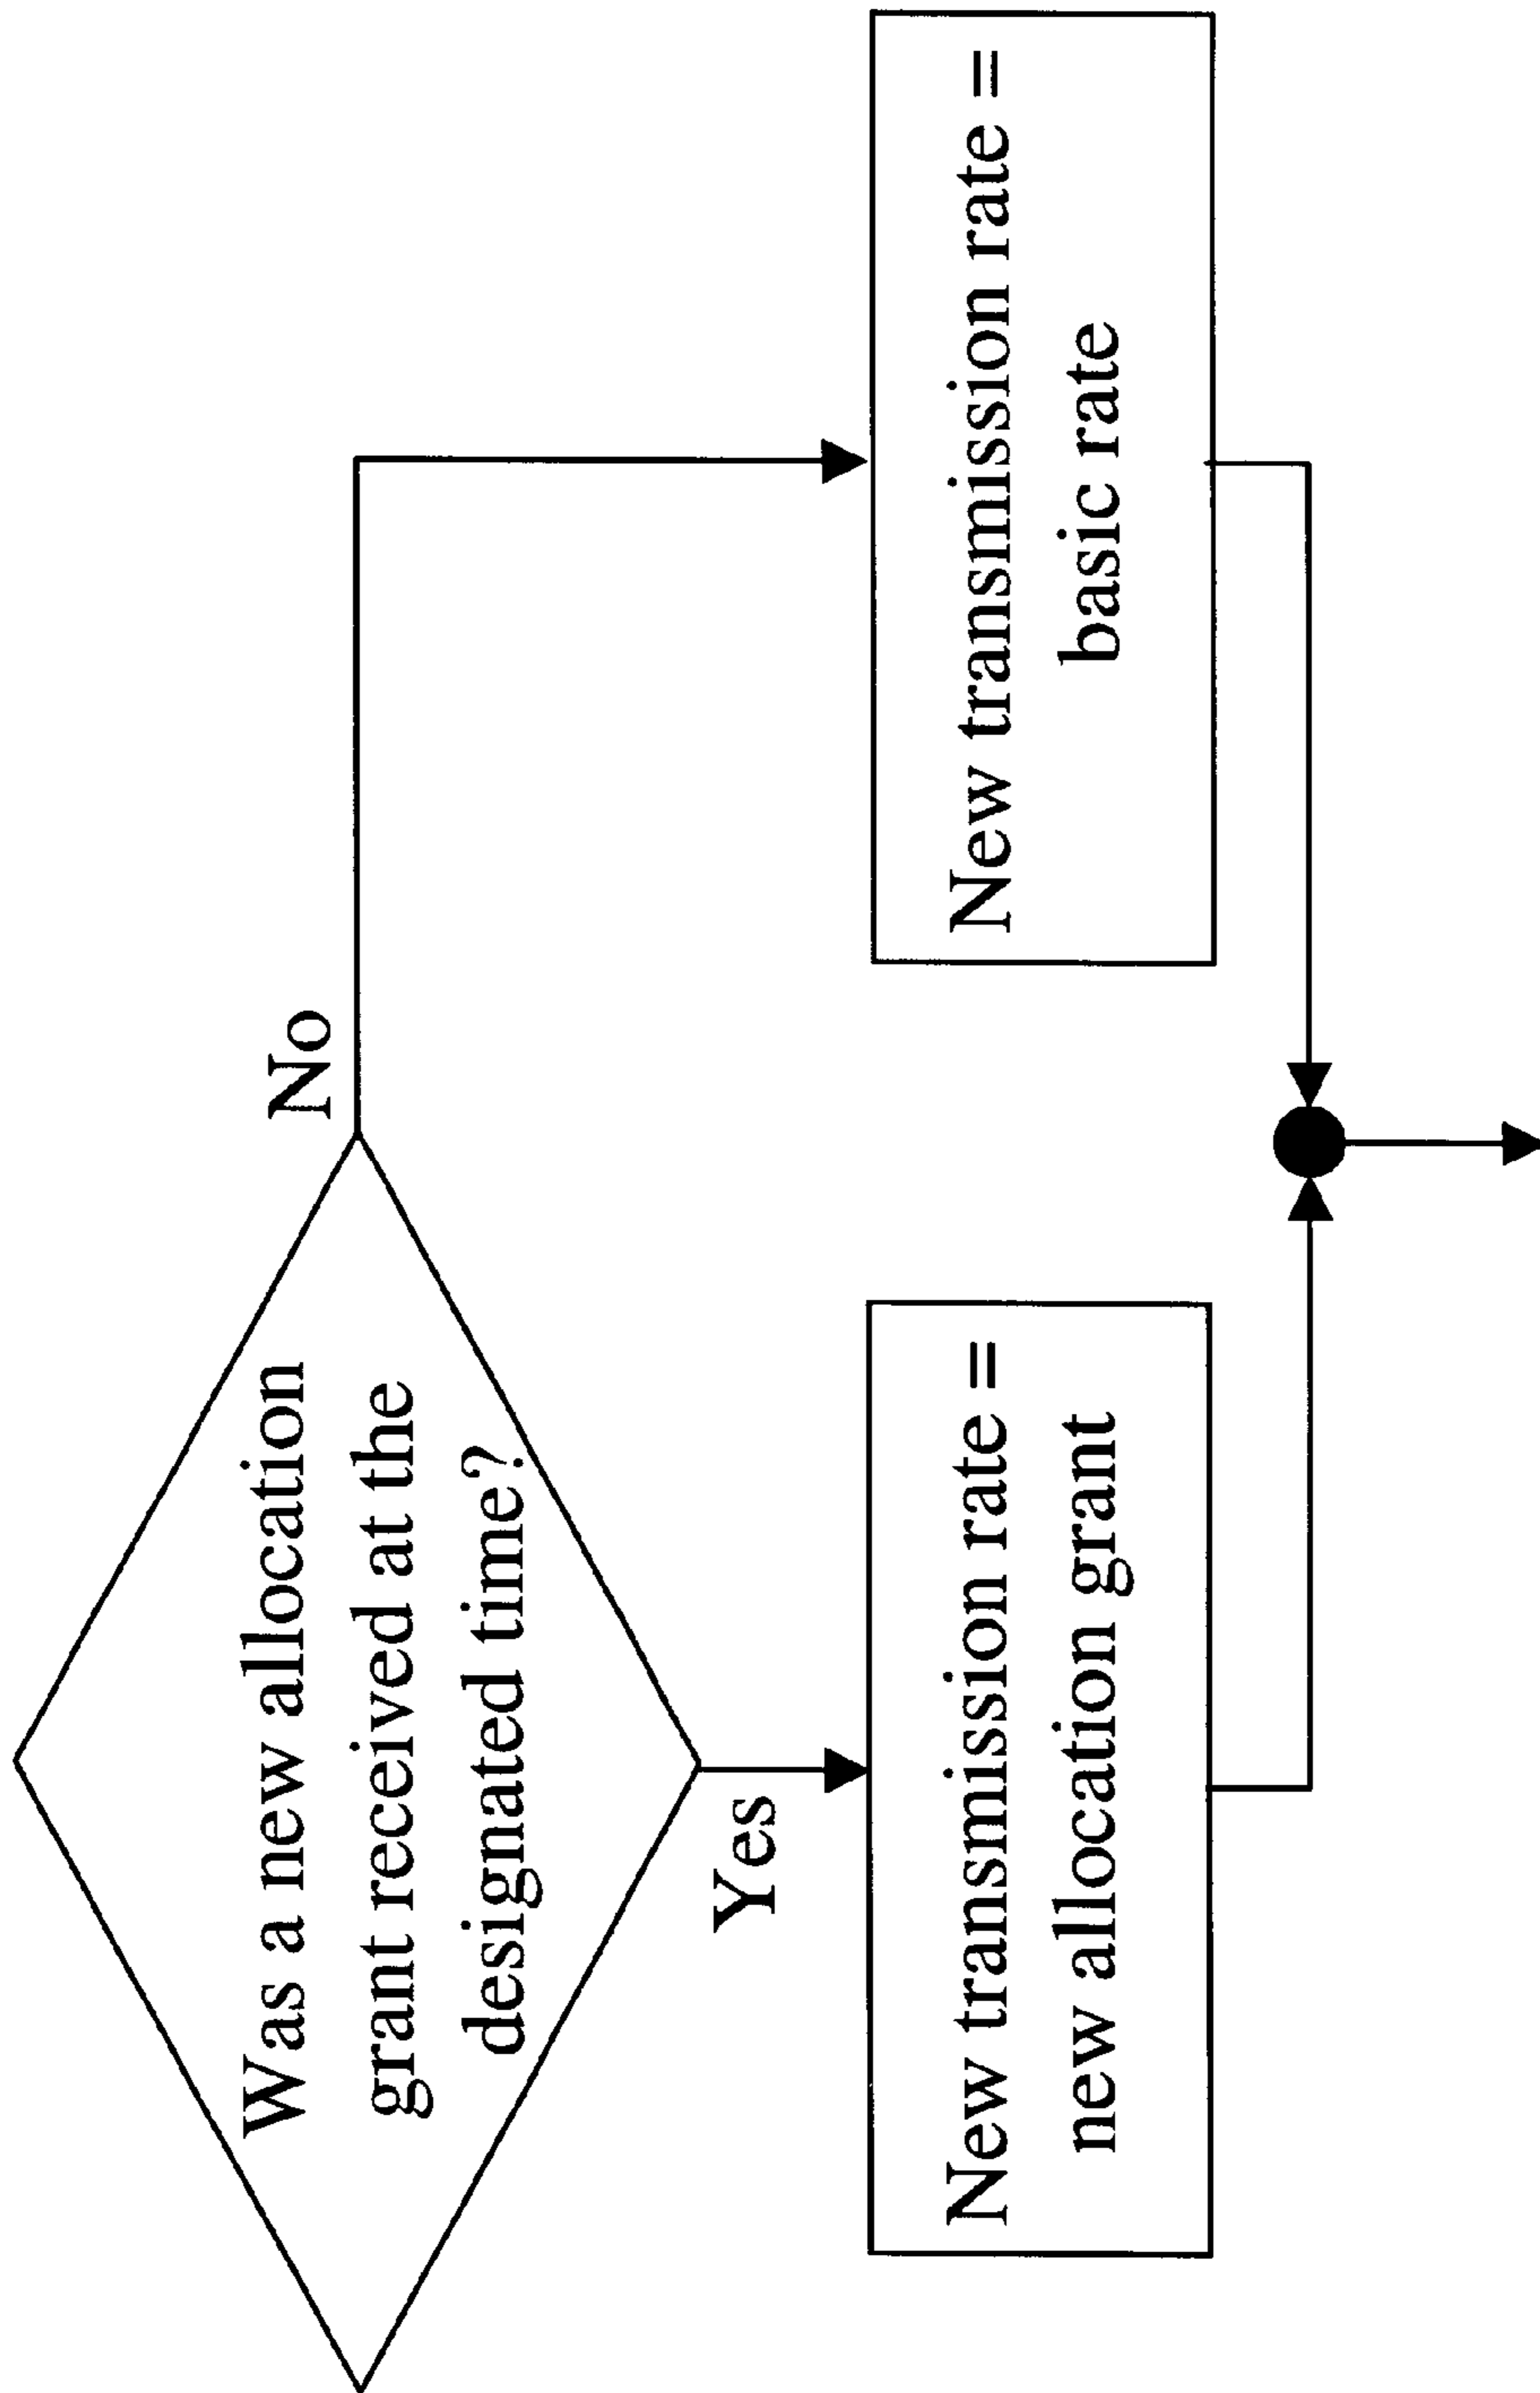 Was a new allocation
grant received at the
designated time?
No
Yes
New transmission rate =
new allocation grant
New transmission rate =
basic rate